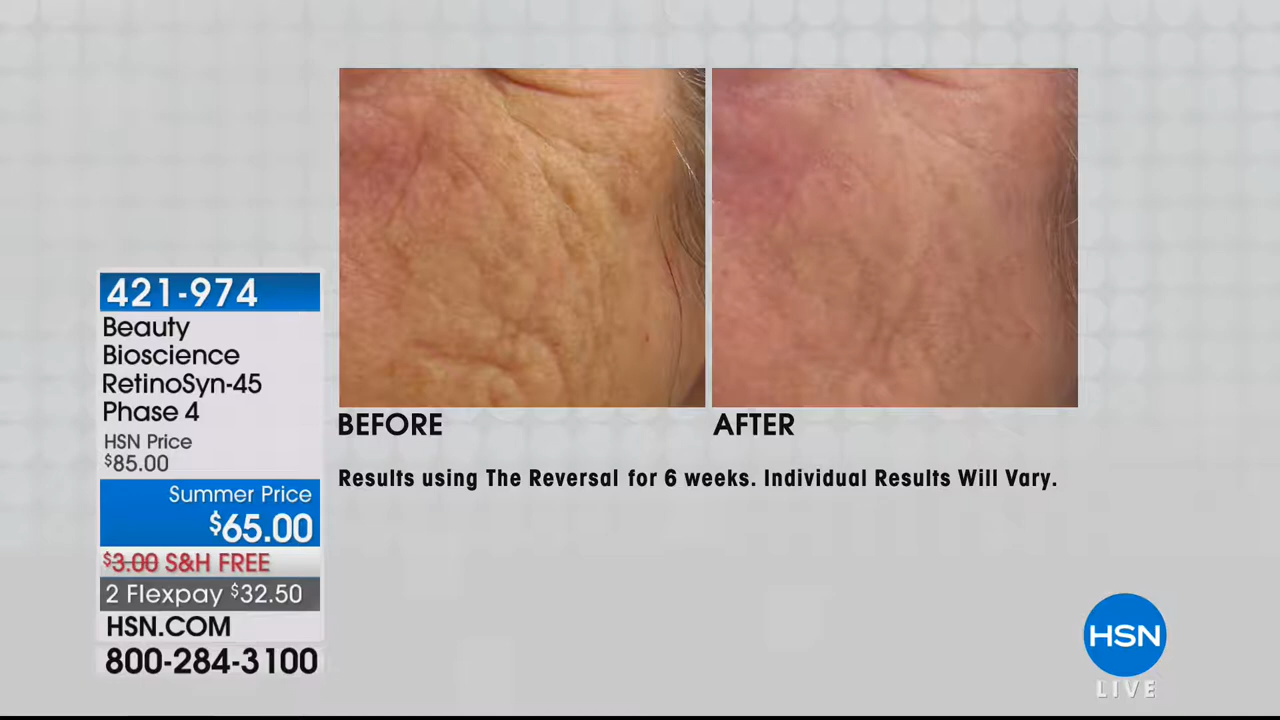 421-974
Beauty
Bioscience
RetinoSyn-45
Phase 4
HSN Price
$85.00
Summer Price
$65.00
$3.00 S&H FREE
2 Flexpay $32.50
HSN.COM
800-284-3100
BEFORE
AFTER
Results using The Reversal for 6 weeks. Individual Results Will Vary.
HSN
LIVE